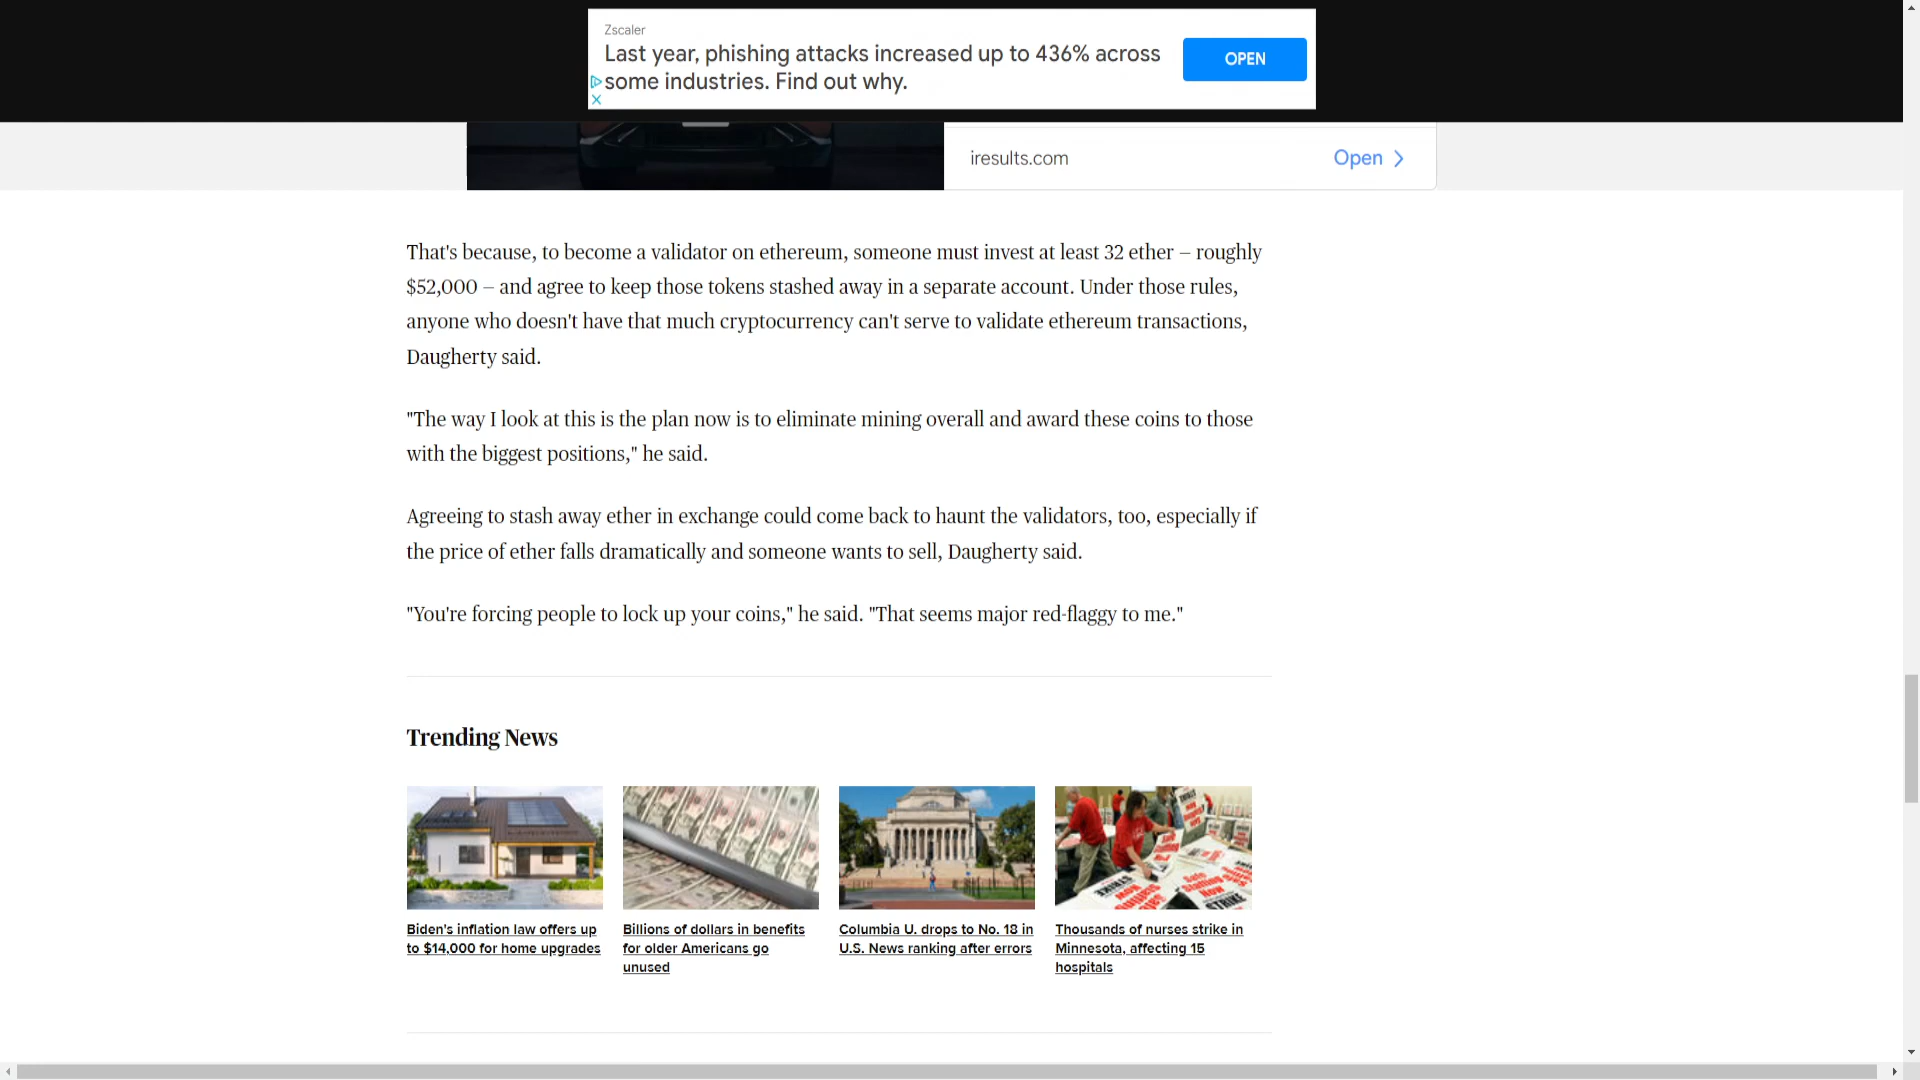 Zscaler
Last year, phishing attacks increased up to 436% across
some industries. Find out why.
OPEN
iresults.com
Open
That's because, to become a validator on ethereum, someone must invest at least 32 ether – roughly
$52,000 – and agree to keep those tokens stashed away in a separate account. Under those rules,
anyone who doesn't have that much cryptocurrency can't serve to validate ethereum transactions,
Daugherty said.
"The way I look at this is the plan now is to eliminate mining overall and award these coins to those
with the biggest positions," he said.
Agreeing to stash away ether in exchange could come back to haunt the validators, too, especially if
the price of ether falls dramatically and someone wants to sell, Daugherty said.
"You're forcing people to lock up your coins," he said. "That seems major red-flaggy to me."
Trending News
STRIKE
Safe
Staffing
Now
STRIKE
Biden's inflation law offers up
to $14,000 for home upgrades
Billions of dollars in benefits
for older Americans go
unused
Columbia U. drops to No. 18 in
U.S. News ranking after errors
Thousands of nurses strike in
Minnesota, affecting 15
hospitals